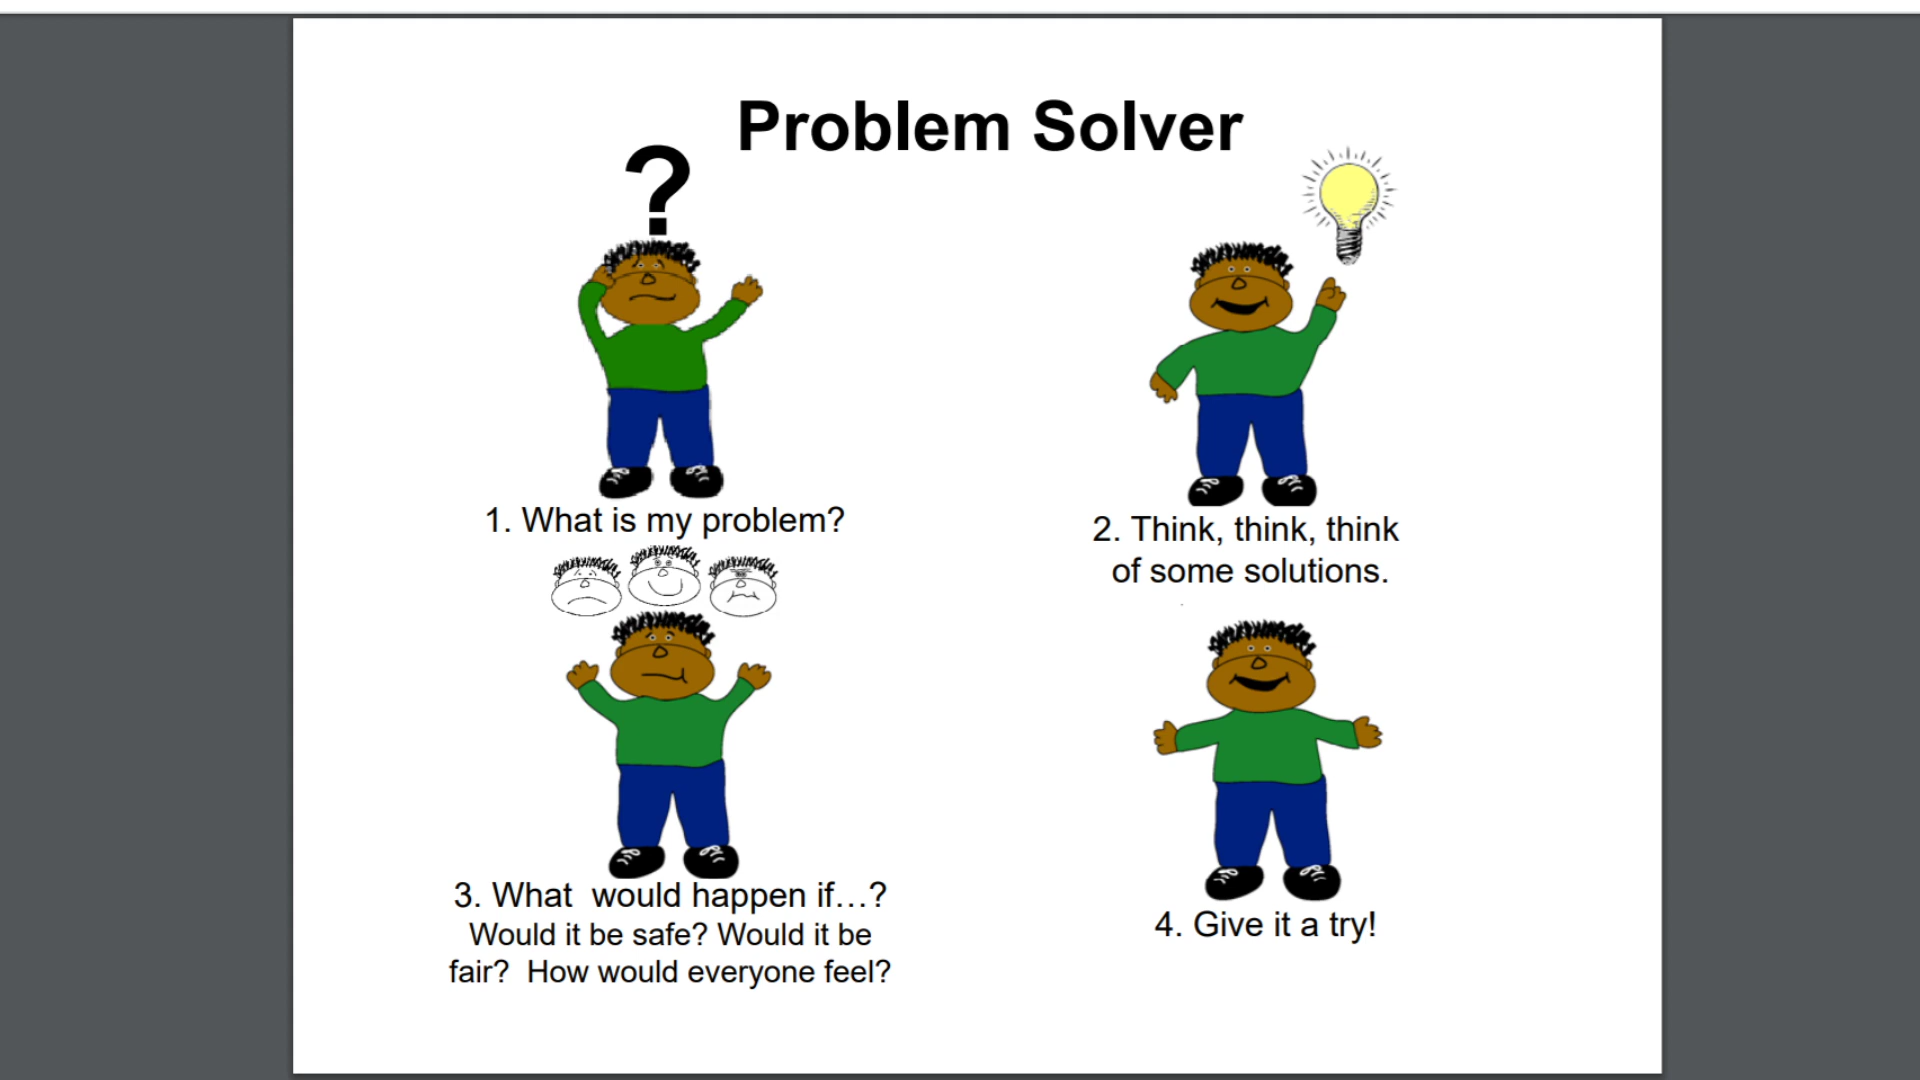 Problem Solver
?
1. What is my problem?
2. Think, think, think
of some solutions.
3. What  would happen if…?
Would it be safe? Would it be
fair?  How would everyone feel?
4. Give it a try!